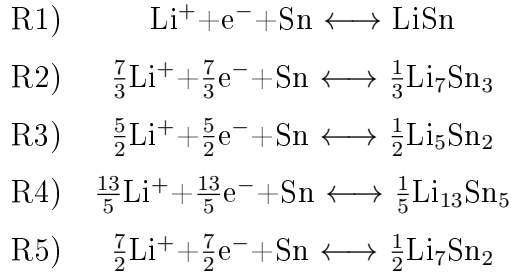 R1) Li⁺+e⁻+Sn ⟷ LiSn
R2) 7/3Li⁺+7/3e⁻+Sn ⟷ 1/3Li₇Sn₃
R3) 5/2Li⁺+5/2e⁻+Sn ⟷ 1/2Li₅Sn₂
R4) 13/5Li⁺+13/5e⁻+Sn ⟷ 1/5Li₁₃Sn₅
R5) 7/2Li⁺+7/2e⁻+Sn ⟷ 1/2Li₇Sn₂